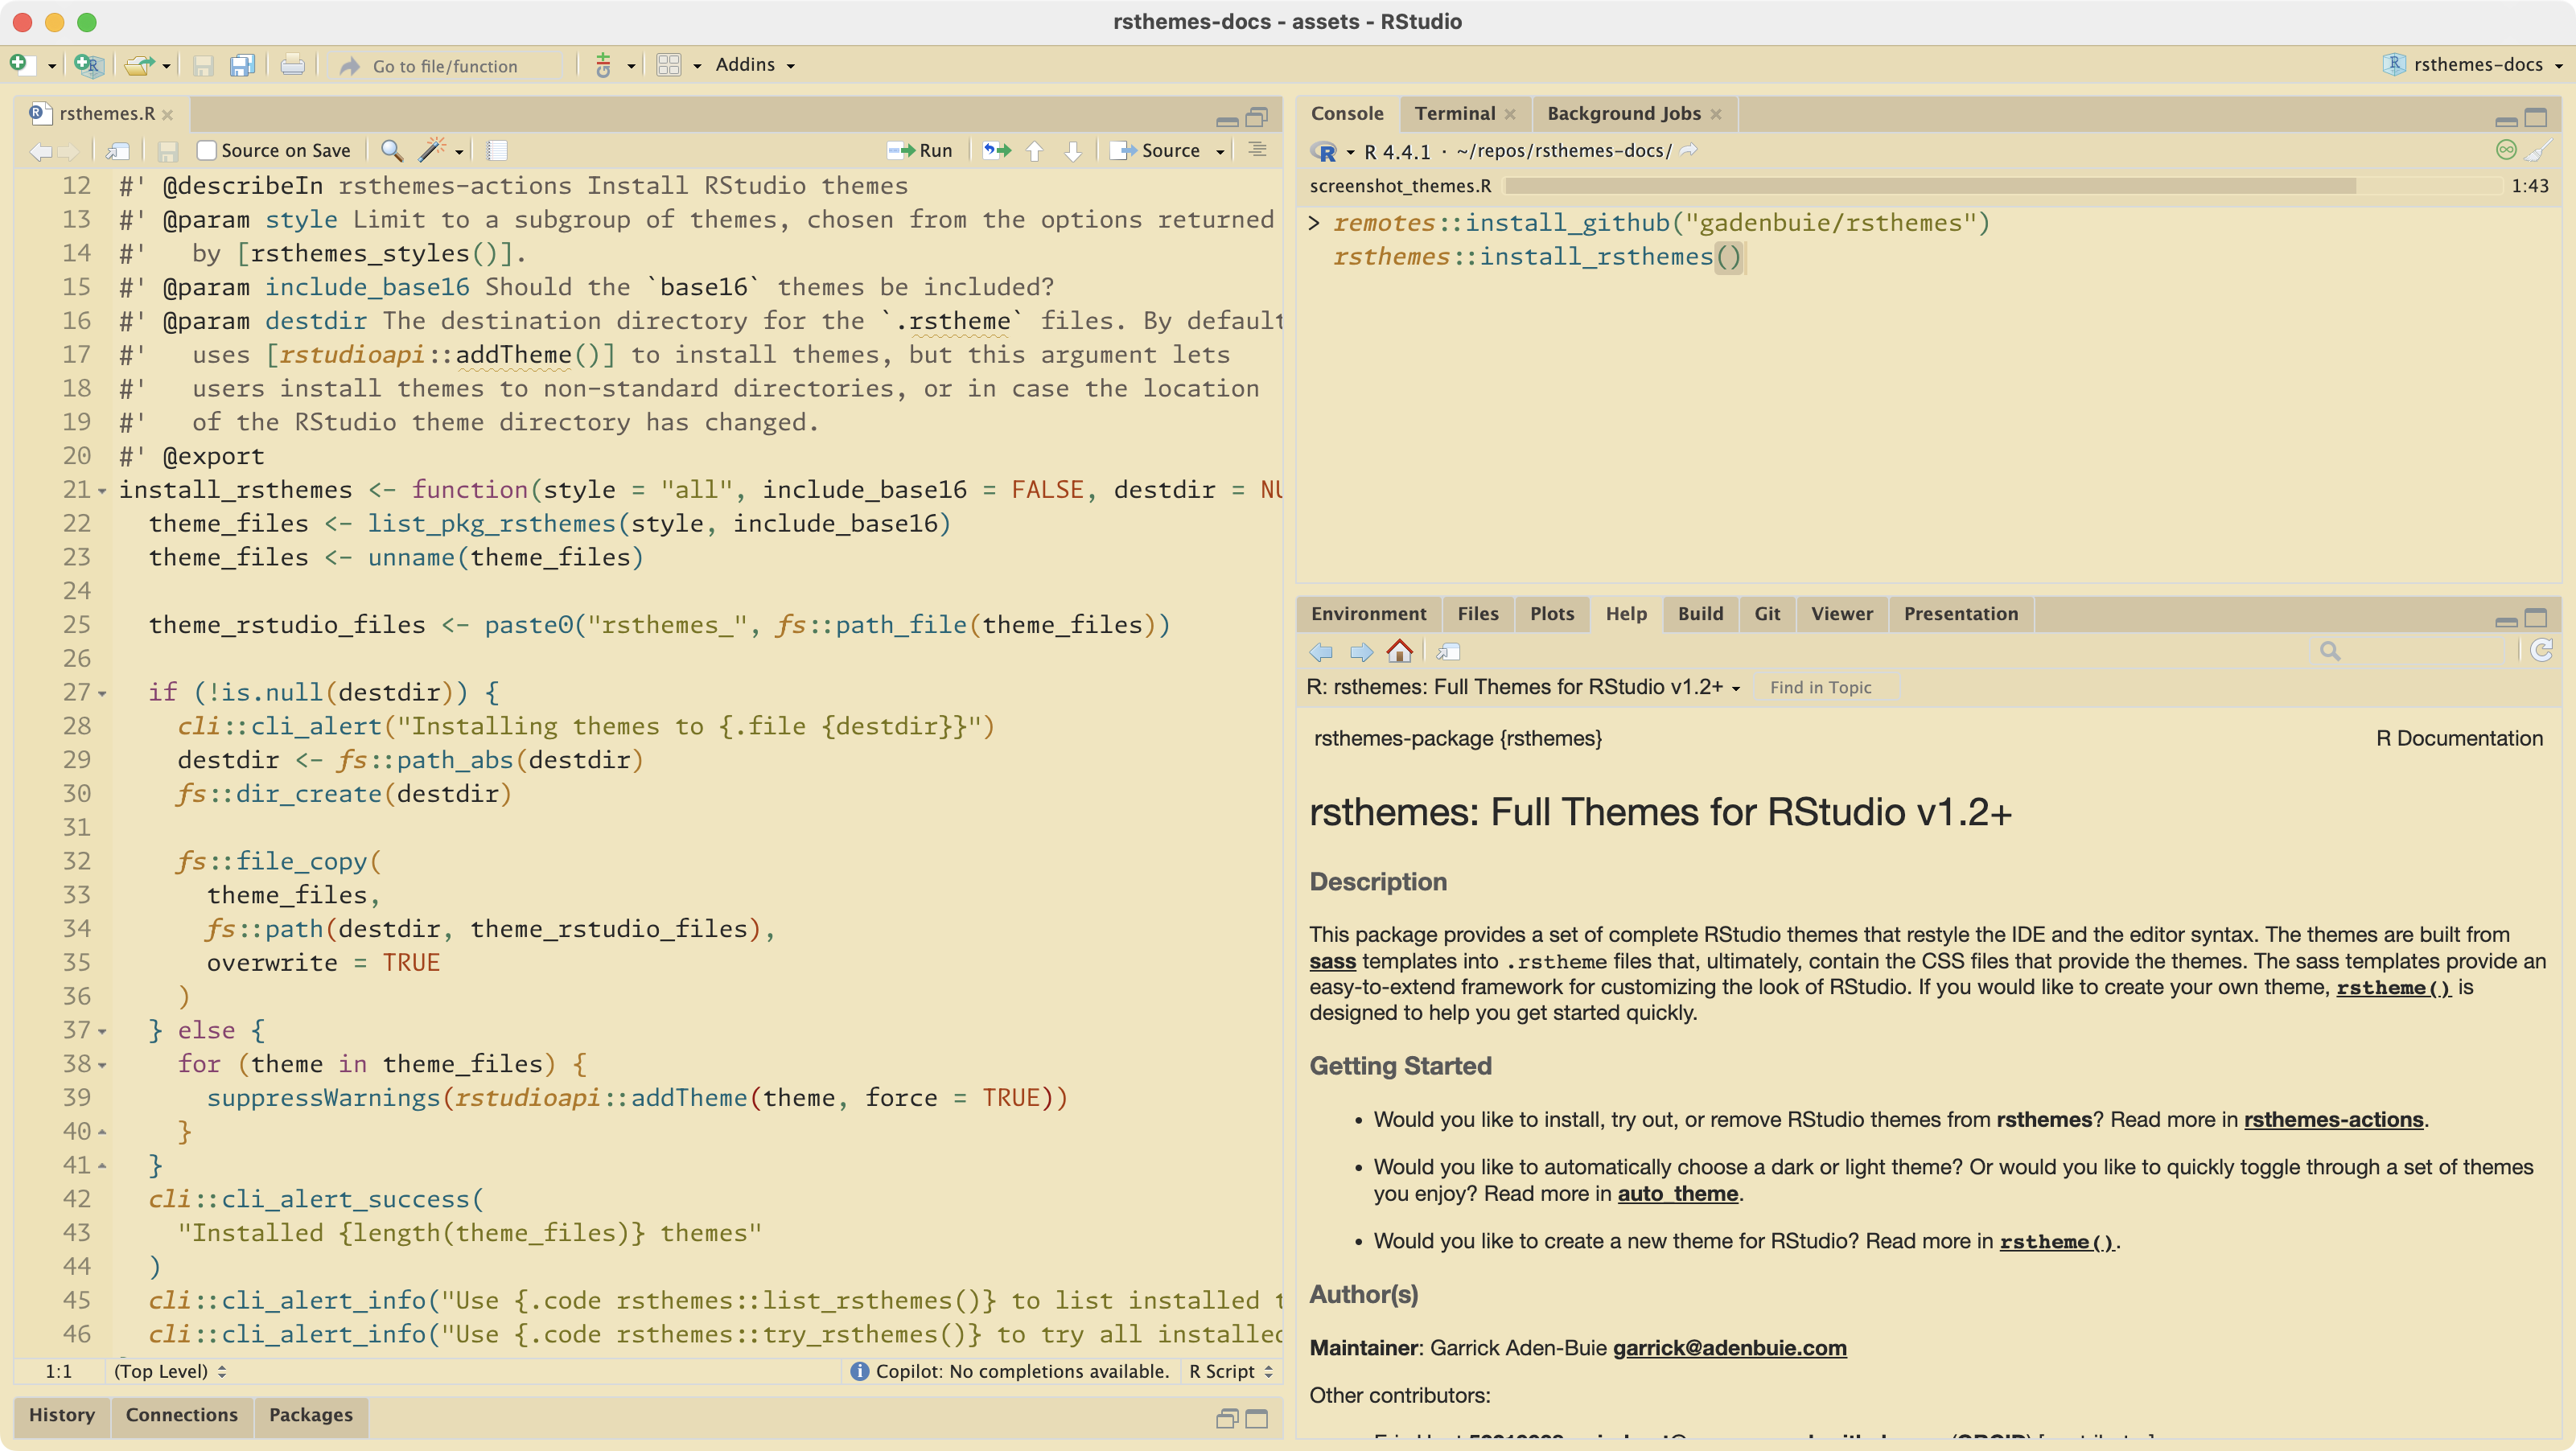 rsthemes-docs - assets - RStudio
Go to file/function
Addins
rsthemes-docs
rsthemes.R
Source on Save
Run
Source
12 #' @describeIn rsthemes-actions Install RStudio themes
13 #' @param style Limit to a subgroup of themes, chosen from the options returned
14 #'   by [rsthemes_styles()].
15 #' @param include_base16 Should the `base16` themes be included?
16 #' @param destdir The destination directory for the `.rstheme` files. By default
17 #'   uses [rstudioapi::addTheme()] to install themes, but this argument lets
18 #'   users install themes to non-standard directories, or in case the location
19 #'   of the RStudio theme directory has changed.
20 #' @export
21 install_rsthemes <- function(style = "all", include_base16 = FALSE, destdir = NU
22   theme_files <- list_pkg_rsthemes(style, include_base16)
23   theme_files <- unname(theme_files)
24
25   theme_rstudio_files <- paste0("rsthemes_", fs::path_file(theme_files))
26
27   if (!is.null(destdir)) {
28     cli::cli_alert("Installing themes to {.file {destdir}}")
29     destdir <- fs::path_abs(destdir)
30     fs::dir_create(destdir)
31
32     fs::file_copy(
33       theme_files,
34       fs::path(destdir, theme_rstudio_files),
35       overwrite = TRUE
36     )
37   } else {
38     for (theme in theme_files) {
39       suppressWarnings(rstudioapi::addTheme(theme, force = TRUE))
40     }
41   }
42   cli::cli_alert_success(
43     "Installed {length(theme_files)} themes"
44   )
45   cli::cli_alert_info("Use {.code rsthemes::list_rsthemes()} to list installed t
46   cli::cli_alert_info("Use {.code rsthemes::try_rsthemes()} to try all installed
1:1 (Top Level) Copilot: No completions available. R Script
History Connections Packages
Console Terminal Background Jobs
R 4.4.1 · ~/repos/rsthemes-docs/
screenshot_themes.R 1:43
> remotes::install_github("gadenbuie/rsthemes")
rsthemes::install_rsthemes()
Environment Files Plots Help Build Git Viewer Presentation
R: rsthemes: Full Themes for RStudio v1.2+ Find in Topic
rsthemes-package {rsthemes} R Documentation
rsthemes: Full Themes for RStudio v1.2+
Description
This package provides a set of complete RStudio themes that restyle the IDE and the editor syntax. The themes are built from
sass templates into .rstheme files that, ultimately, contain the CSS files that provide the themes. The sass templates provide an
easy-to-extend framework for customizing the look of RStudio. If you would like to create your own theme, rstheme() is
designed to help you get started quickly.
Getting Started
• Would you like to install, try out, or remove RStudio themes from rsthemes? Read more in rsthemes-actions.
• Would you like to automatically choose a dark or light theme? Or would you like to quickly toggle through a set of themes
you enjoy? Read more in auto_theme.
• Would you like to create a new theme for RStudio? Read more in rstheme().
Author(s)
Maintainer: Garrick Aden-Buie garrick@adenbuie.com
Other contributors: